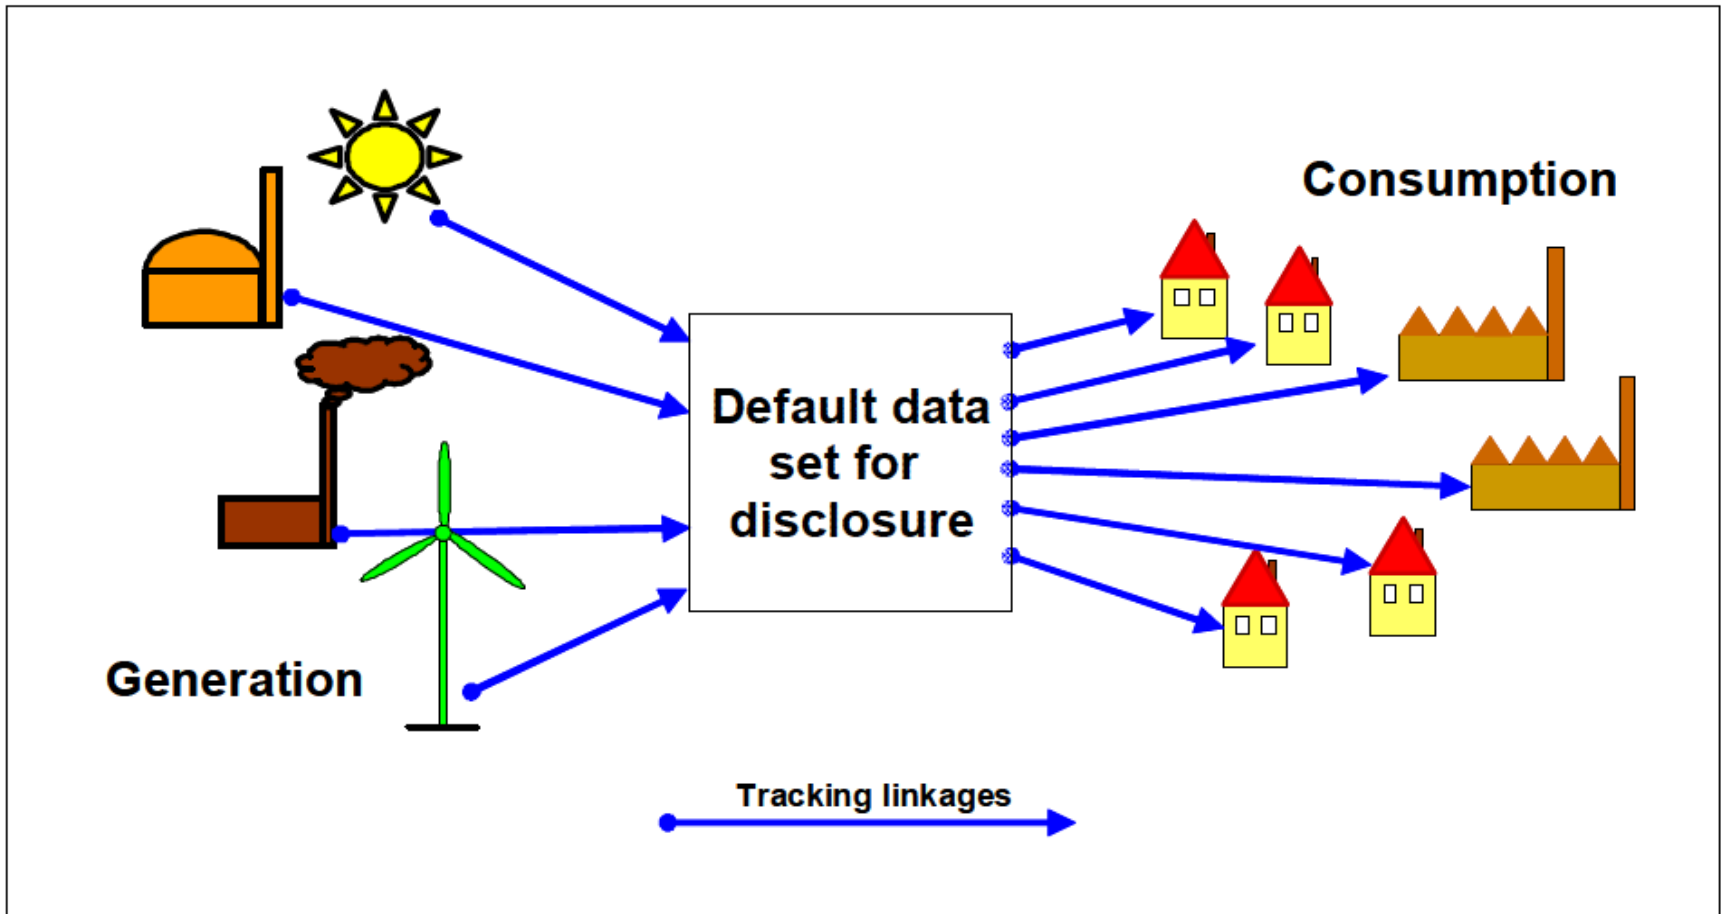 Consumption
Default data
set for
disclosure
Generation
Tracking linkages